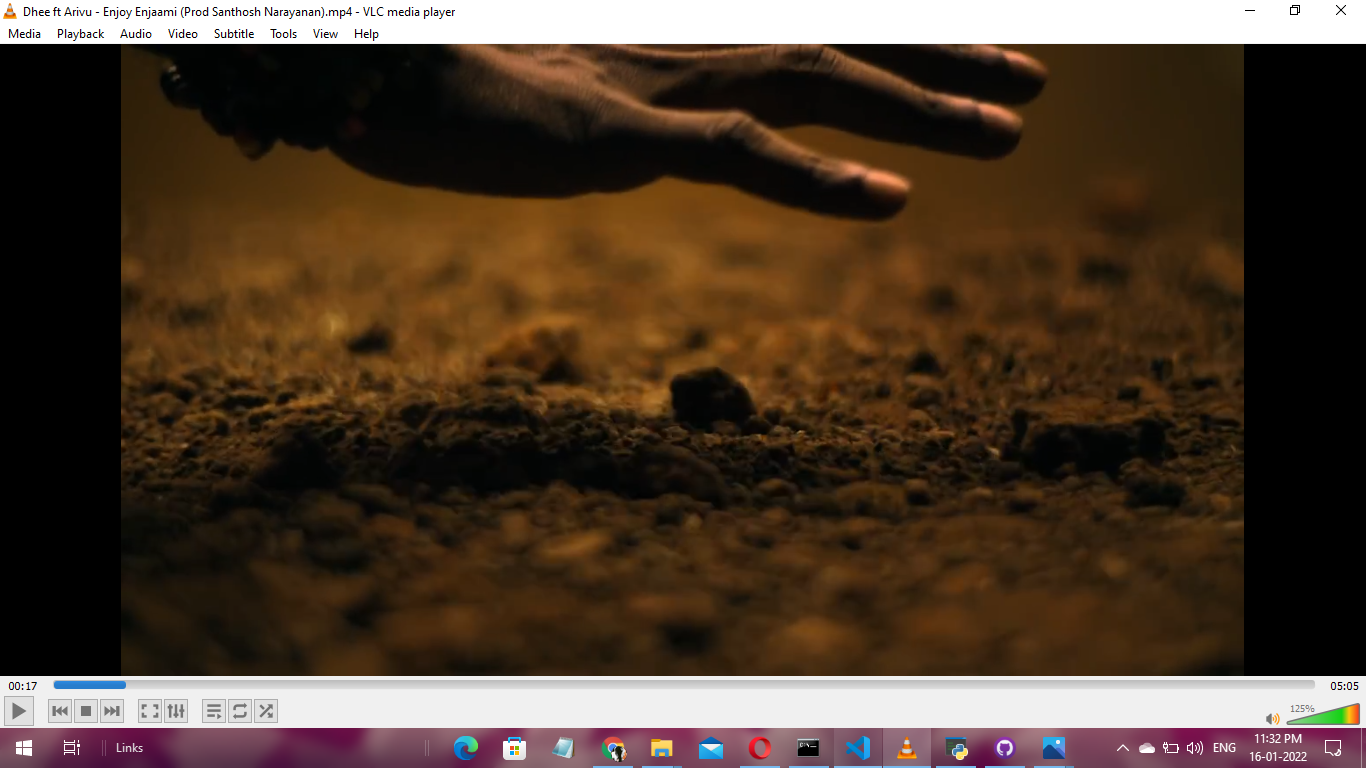 Dhee ft Arivu - Enjoy Enjaami (Prod Santhosh Narayanan).mp4 - VLC media player
Media Playback Audio Video Subtitle Tools View Help
00:17 05:05
125%
Links ENG 11:32 PM
16-01-2022